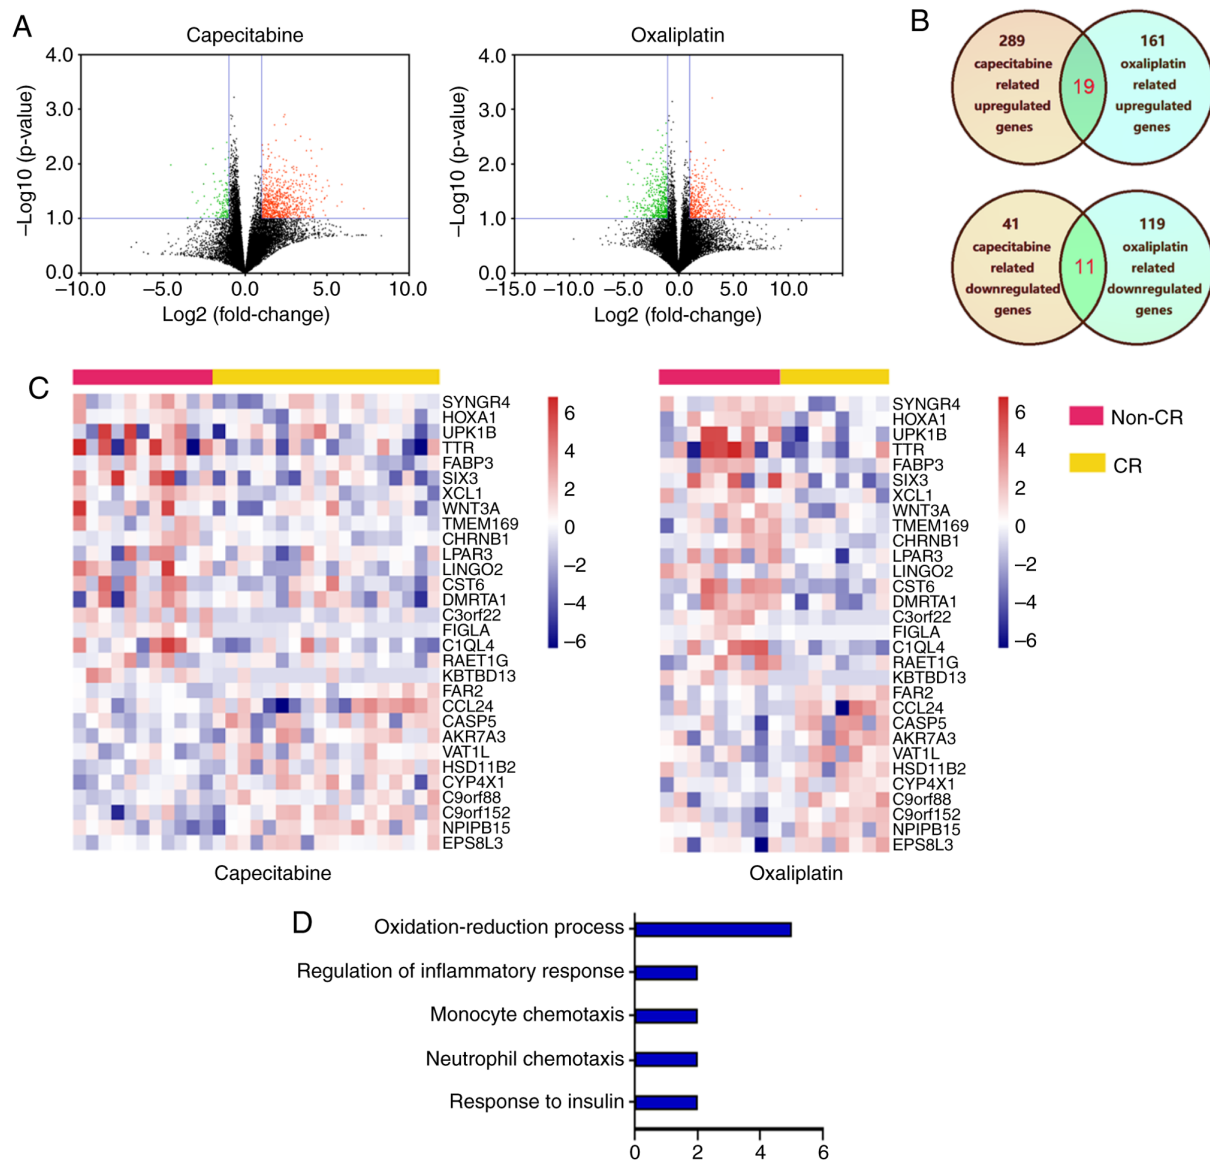 A
Capecitabine
4.0
3.0
2.0
1.0
0.0
−Log10 (p-value)
−10.0
−5.0
0.0
5.0
10.0
Log2 (fold-change)
Oxaliplatin
4.0
3.0
2.0
1.0
0.0
−Log10 (p-value)
−15.0
−10.0
−5.0
0.0
5.0
10.0
Log2 (fold-change)
B
289
capecitabine
related
upregulated
genes
19
161
oxaliplatin
related
upregulated
genes
41
capecitabine
related
downregulated
genes
11
119
oxaliplatin
related
downregulated
genes
C
SYNGR4
HOXA1
UPK1B
TTR
FABP3
SIX3
XCL1
WNT3A
TMEM169
CHRNB1
LPAR3
LINGO2
CST6
DMRTA1
C3orf22
FIGLA
C1QL4
RAET1G
KBTBD13
FAR2
CCL24
CASP5
AKR7A3
VAT1L
HSD11B2
CYP4X1
C9orf88
C9orf152
NPIPB15
EPS8L3
6
4
2
0
−2
−4
−6
Capecitabine
SYNGR4
HOXA1
UPK1B
TTR
FABP3
SIX3
XCL1
WNT3A
TMEM169
CHRNB1
LPAR3
LINGO2
CST6
DMRTA1
C3orf22
FIGLA
C1QL4
RAET1G
KBTBD13
FAR2
CCL24
CASP5
AKR7A3
VAT1L
HSD11B2
CYP4X1
C9orf88
C9orf152
NPIPB15
EPS8L3
6
4
2
0
−2
−4
−6
Oxaliplatin
Non-CR
CR
D
Oxidation-reduction process
Regulation of inflammatory response
Monocyte chemotaxis
Neutrophil chemotaxis
Response to insulin
0
2
4
6